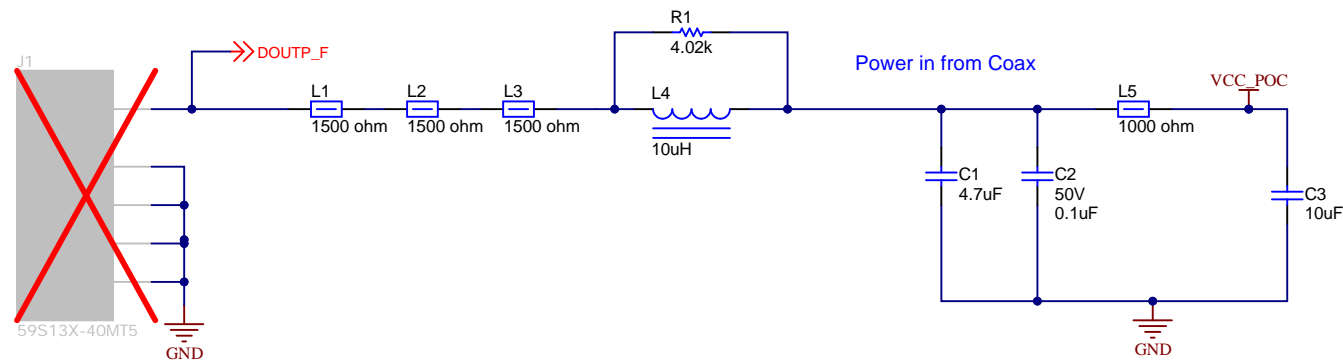 J1
DOUTP_F
R1
4.02k
Power in from Coax
VCC_POC
L1
1500 ohm
L2
1500 ohm
L3
1500 ohm
L4
10uH
L5
1000 ohm
C1
4.7uF
C2
50V
0.1uF
C3
10uF
59S13X-40MT5
GND
GND